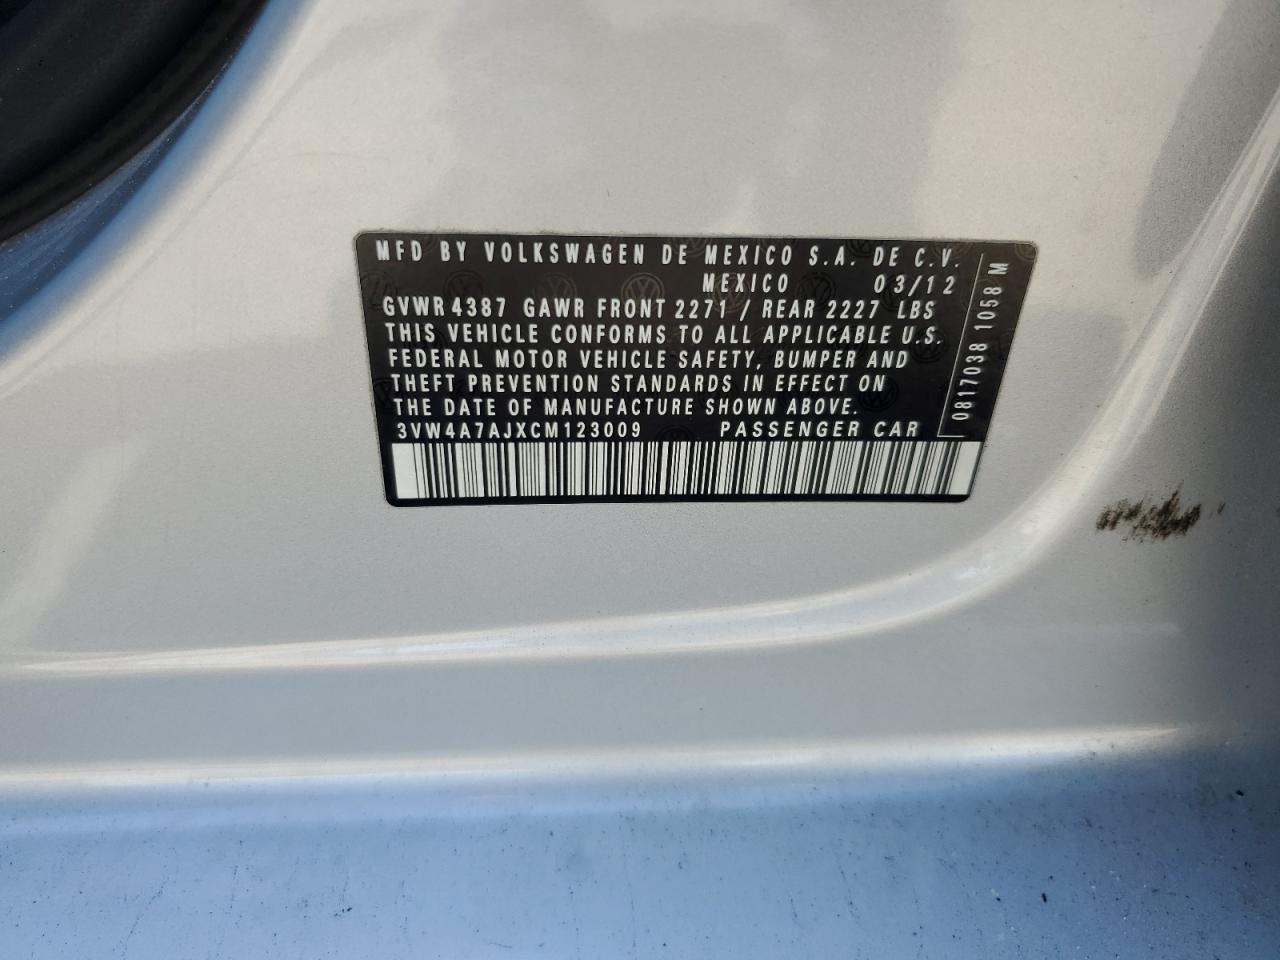 MFD BY VOLKSWAGEN DE MEXICO S.A. DE C.V.
MEXICO 03/12
GVWR 4387 GAWR FRONT 2271 / REAR 2227 LBS
THIS VEHICLE CONFORMS TO ALL APPLICABLE U.S.
FEDERAL MOTOR VEHICLE SAFETY, BUMPER AND
THEFT PREVENTION STANDARDS IN EFFECT ON
THE DATE OF MANUFACTURE SHOWN ABOVE.
3VW4A7AJXCM123009 PASSENGER CAR
0817038 1058 M